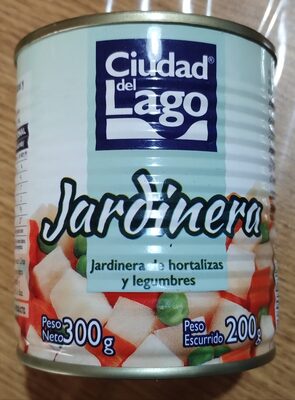 Ciudad®
del
Lago
Jardinera
Jardinera de hortalizas
y legumbres
Peso
Neto 300g
Peso
Escurrido 200g